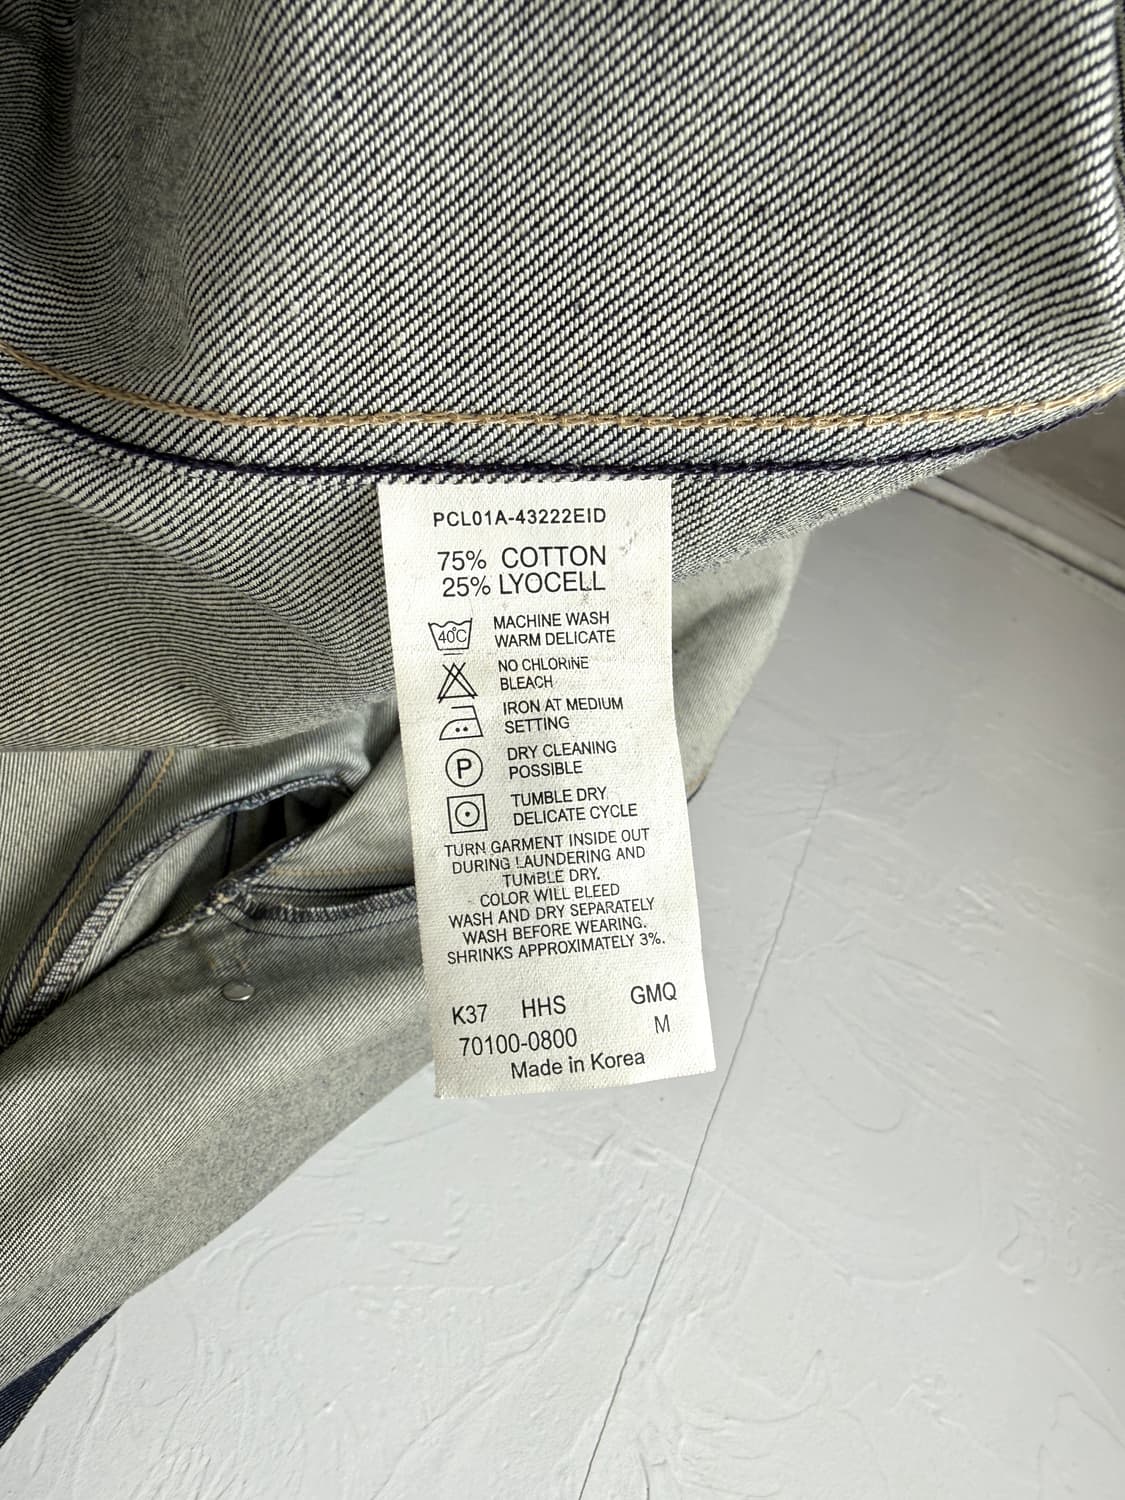 PCL01A-43222EID
75% COTTON
25% LYOCELL
40°C MACHINE WASH
WARM DELICATE
NO CHLORINE
BLEACH
IRON AT MEDIUM
SETTING
P DRY CLEANING
POSSIBLE
TUMBLE DRY
DELICATE CYCLE
TURN GARMENT INSIDE OUT
DURING LAUNDERING AND
TUMBLE DRY.
COLOR WILL BLEED
WASH AND DRY SEPARATELY
WASH BEFORE WEARING.
SHRINKS APPROXIMATELY 3%.
K37 HHS GMQ
70100-0800 M
Made in Korea